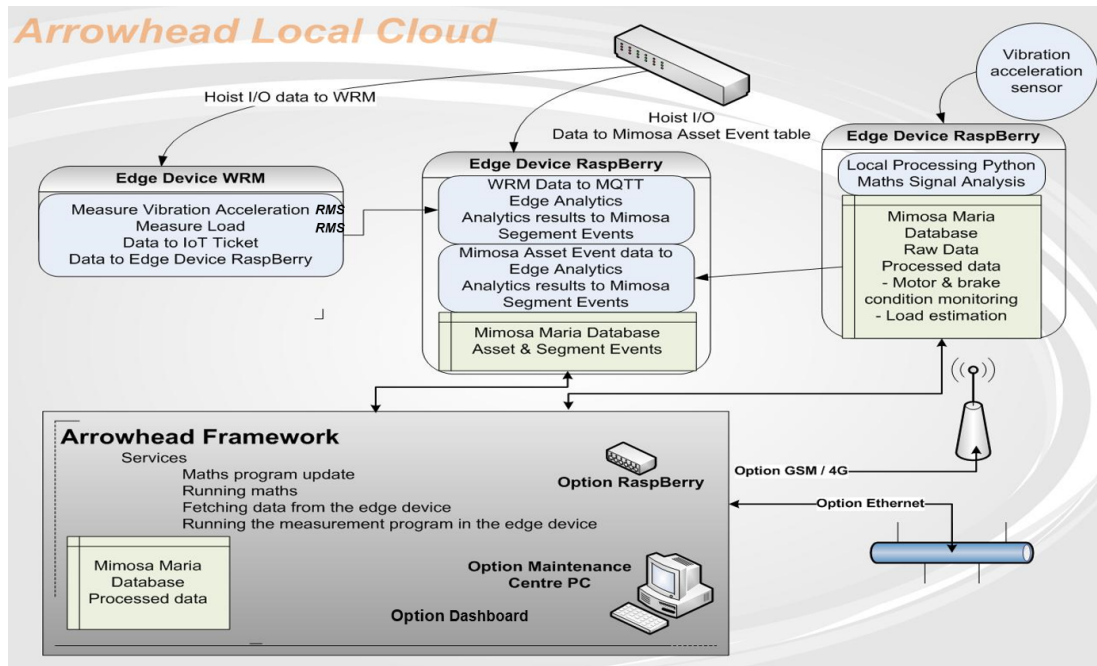 Arrowhead Local Cloud
Vibration
acceleration
sensor
Hoist I/O data to WRM
Hoist I/O
Data to Mimosa Asset Event table
Edge Device WRM
Measure Vibration Acceleration RMS
Measure Load RMS
Data to IoT Ticket
Data to Edge Device RaspBerry
Edge Device RaspBerry
WRM Data to MQTT
Edge Analytics
Analytics results to Mimosa
Segement Events
Mimosa Asset Event data to
Edge Analytics
Analytics results to Mimosa
Segment Events
Mimosa Maria Database
Asset & Segment Events
Edge Device RaspBerry
Local Processing Python
Maths Signal Analysis
Mimosa Maria
Database
Raw Data
Processed data
- Motor & brake
condition monitoring
- Load estimation
Arrowhead Framework
Services
Maths program update
Running maths
Fetching data from the edge device
Running the measurement program in the edge device
Option RaspBerry
Mimosa Maria
Database
Processed data
Option Maintenance
Centre PC
Option Dashboard
Option GSM / 4G
Option Ethernet